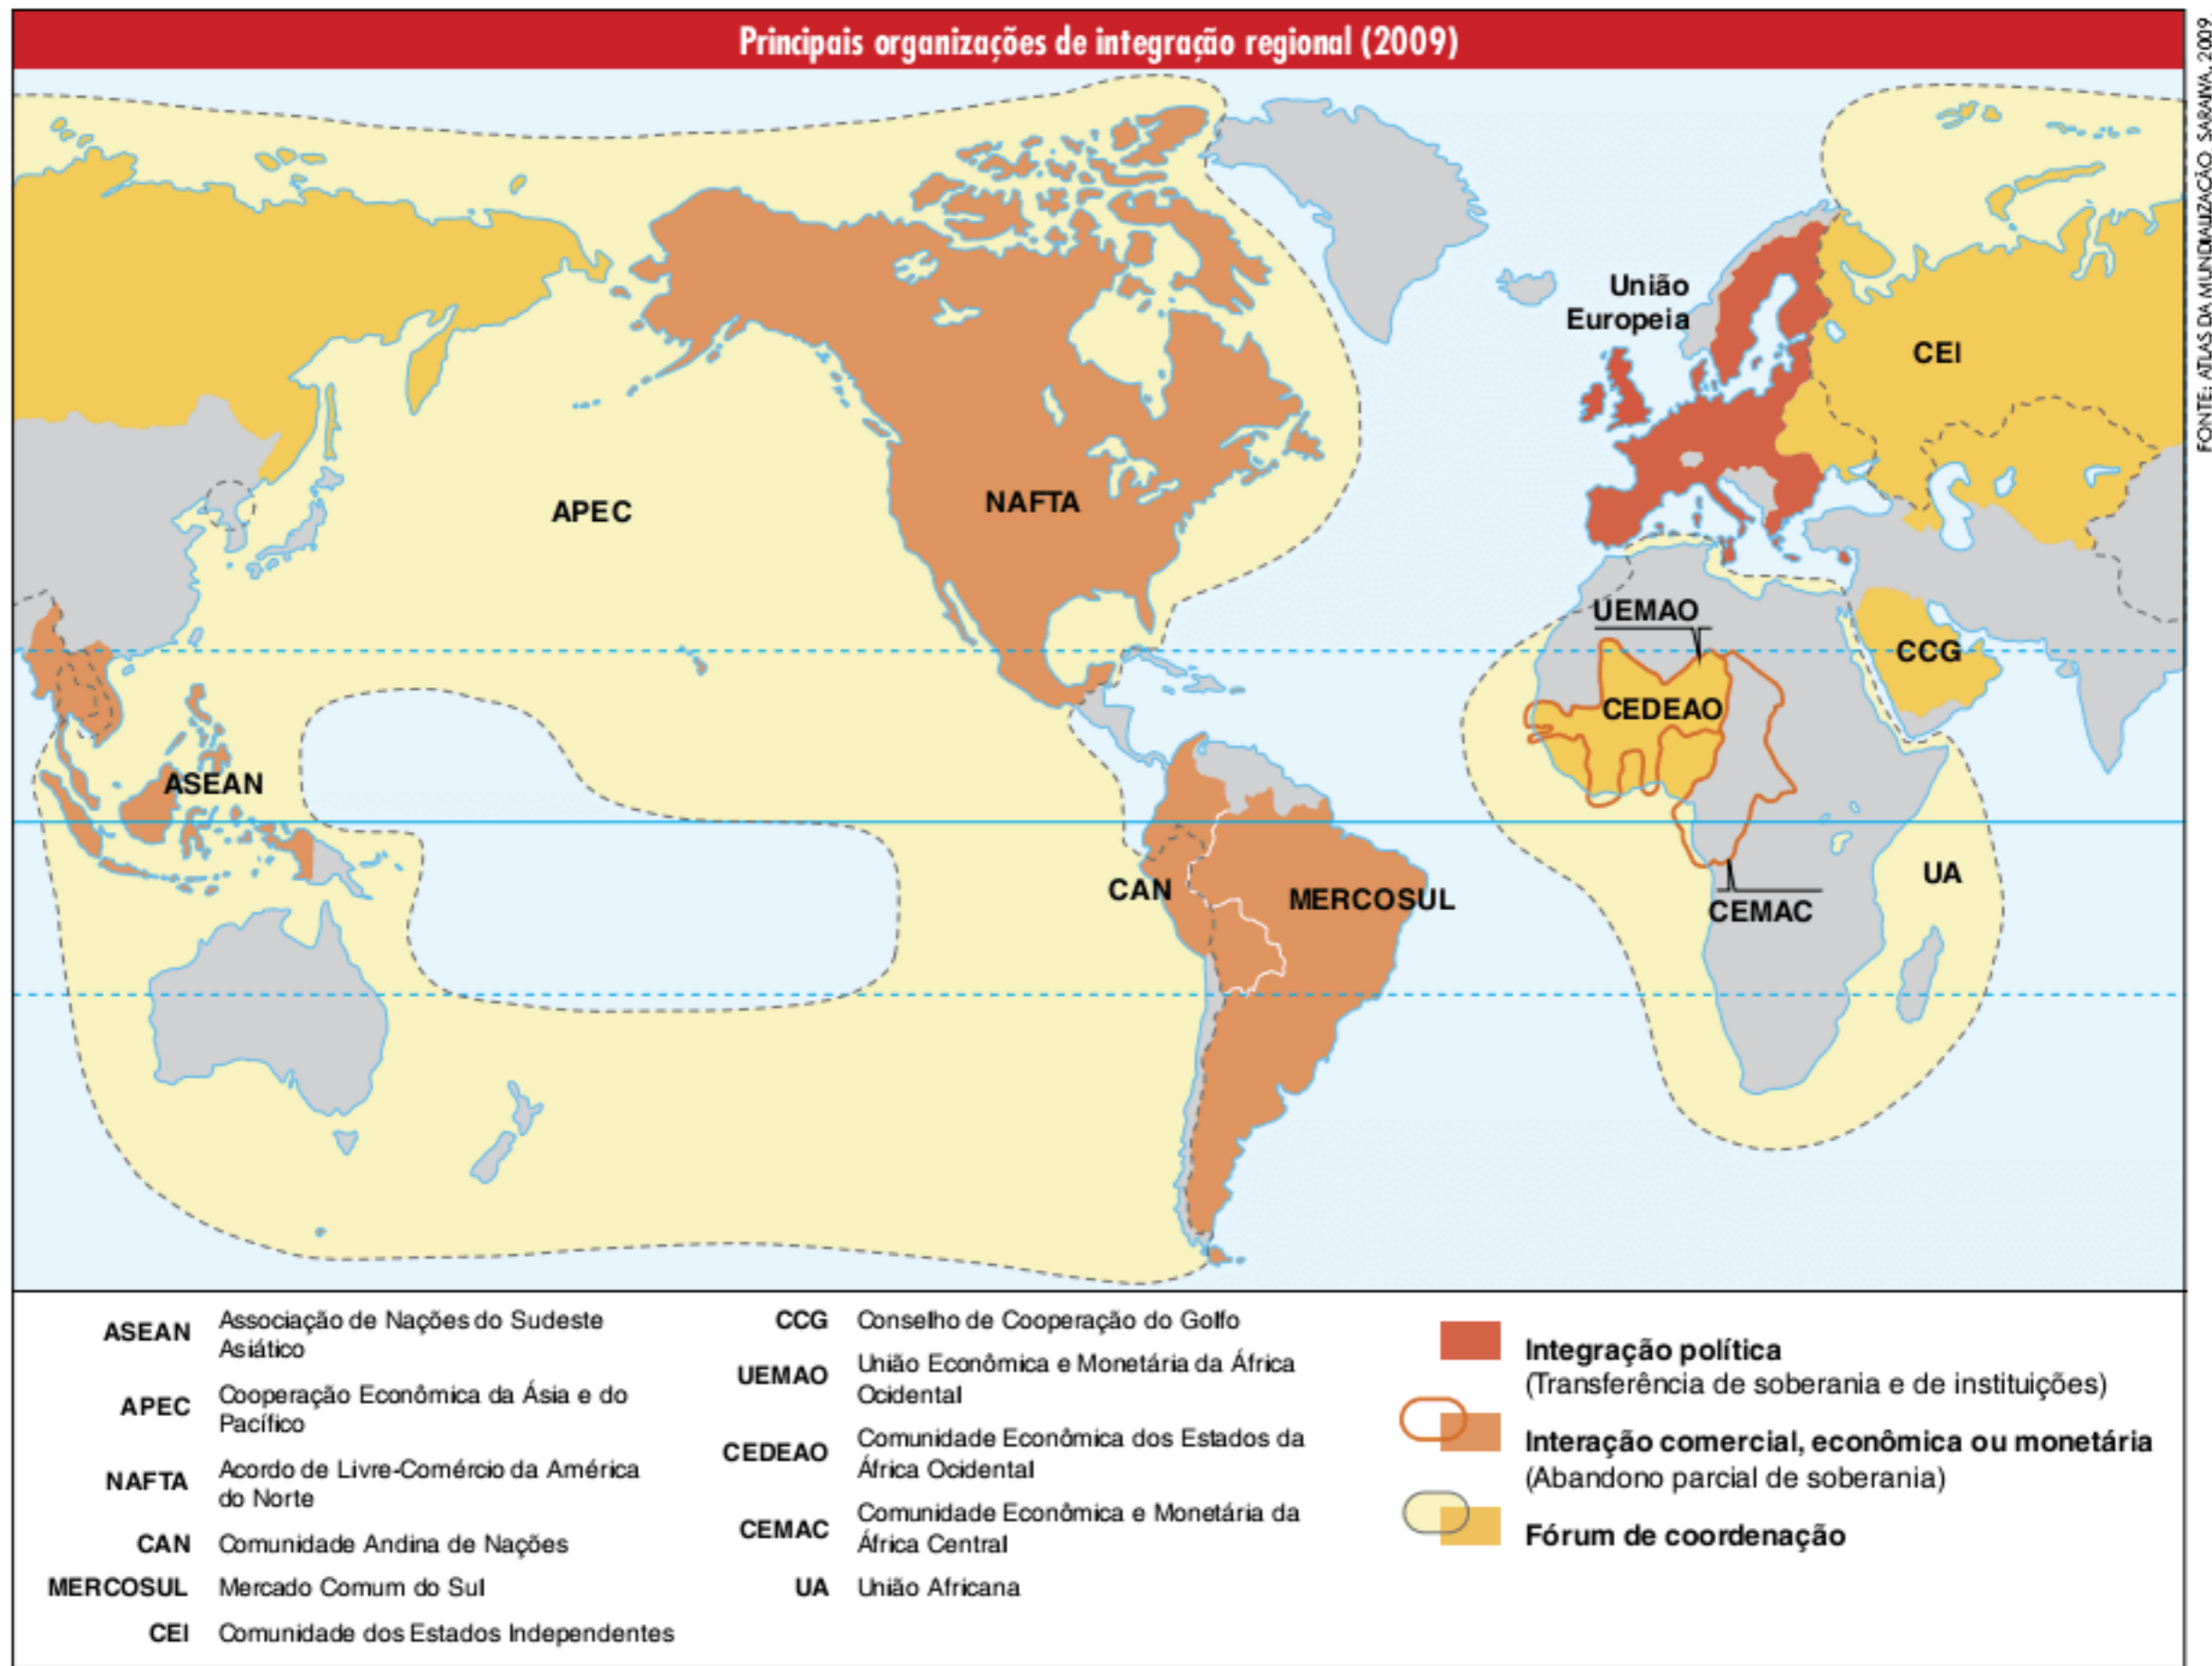 Principais organizações de integração regional (2009)
FONTE: ATLAS DA MUNDIALIZAÇÃO. SARAIVA, 2009.
União
Europeia
CEI
APEC
NAFTA
UEMAO
CCG
CEDEAO
ASEAN
UA
CAN
MERCOSUL
CEMAC
ASEAN Associação de Nações do Sudeste
Asiático
APEC Cooperação Econômica da Ásia e do
Pacífico
NAFTA Acordo de Livre-Comércio da América
do Norte
CAN Comunidade Andina de Nações
MERCOSUL Mercado Comum do Sul
CEI Comunidade dos Estados Independentes
CCG Conselho de Cooperação do Golfo
UEMAO União Econômica e Monetária da África
Ocidental
CEDEAO Comunidade Econômica dos Estados da
África Ocidental
CEMAC Comunidade Econômica e Monetária da
África Central
UA União Africana
Integração política
(Transferência de soberania e de instituições)
Interação comercial, econômica ou monetária
(Abandono parcial de soberania)
Fórum de coordenação